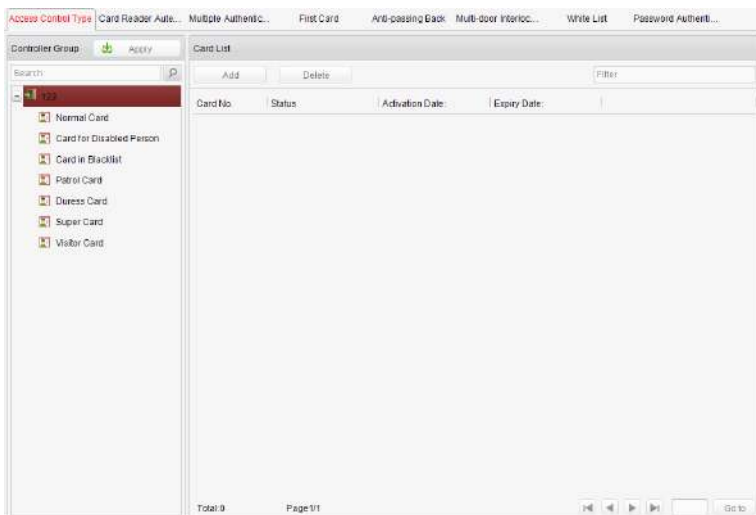 Access Control Type Card Reader Aute... Multiple Authentic... First Card Anti-passing Back Multi-door Interloc... White List Password Authenti...
Controller Group Apply
Search
123
Normal Card
Card for Disabled Person
Card in Blacklist
Patrol Card
Duress Card
Super Card
Visitor Card
Card List
Add Delete Filter
Card No. Status Activation Date: Expiry Date:
Total:0 Page1/1 Go to